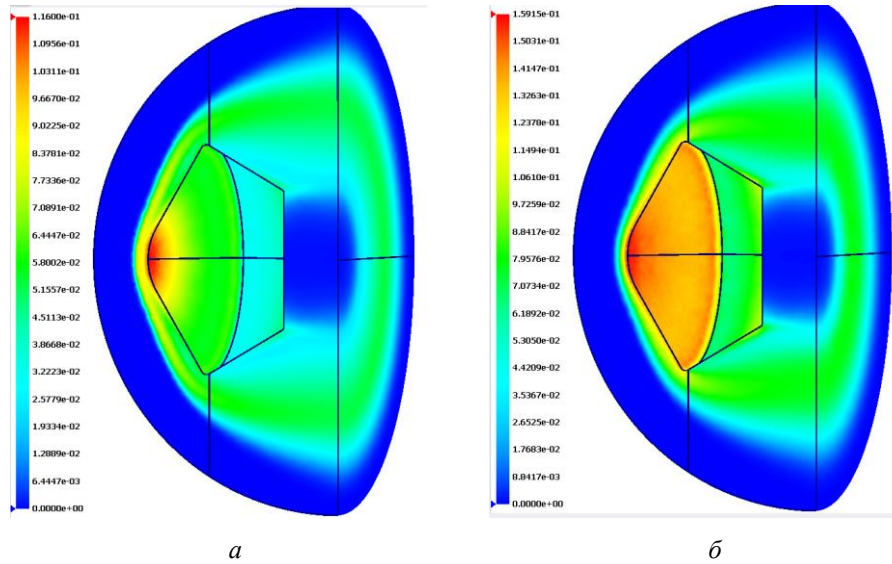 1.1600e-01
1.0956e-01
1.0311e-01
9.6670e-02
9.0225e-02
8.3781e-02
7.7336e-02
7.0891e-02
6.4447e-02
5.8002e-02
5.1557e-02
4.5113e-02
3.8668e-02
3.2223e-02
2.5779e-02
1.9334e-02
1.2889e-02
6.4447e-03
0.0000e+00
1.5915e-01
1.5031e-01
1.4147e-01
1.3263e-01
1.2378e-01
1.1494e-01
1.0610e-01
9.7259e-02
8.8417e-02
7.9576e-02
7.0734e-02
6.1892e-02
5.3050e-02
4.4209e-02
3.5367e-02
2.6525e-02
1.7683e-02
8.8417e-03
0.0000e+00
а
б